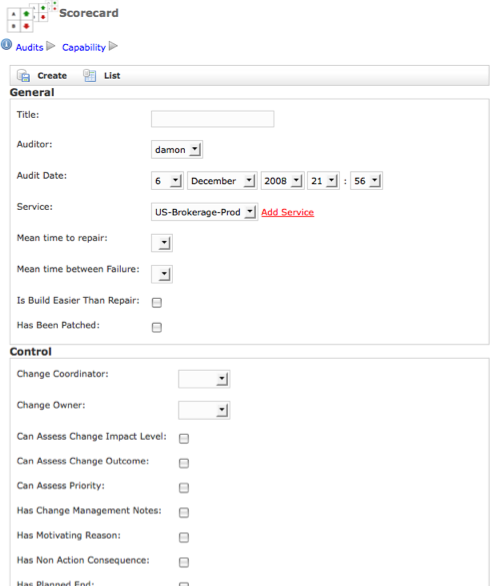 Scorecard
Audits Capability
Create List
General
Title:
Auditor: damon
Audit Date: 6 December 2008 21 : 56
Service: US-Brokerage-Prod Add Service
Mean time to repair:
Mean time between Failure:
Is Build Easier Than Repair:
Has Been Patched:
Control
Change Coordinator:
Change Owner:
Can Assess Change Impact Level:
Can Assess Change Outcome:
Can Assess Priority:
Has Change Management Notes:
Has Motivating Reason:
Has Non Action Consequence:
Has Planned End: